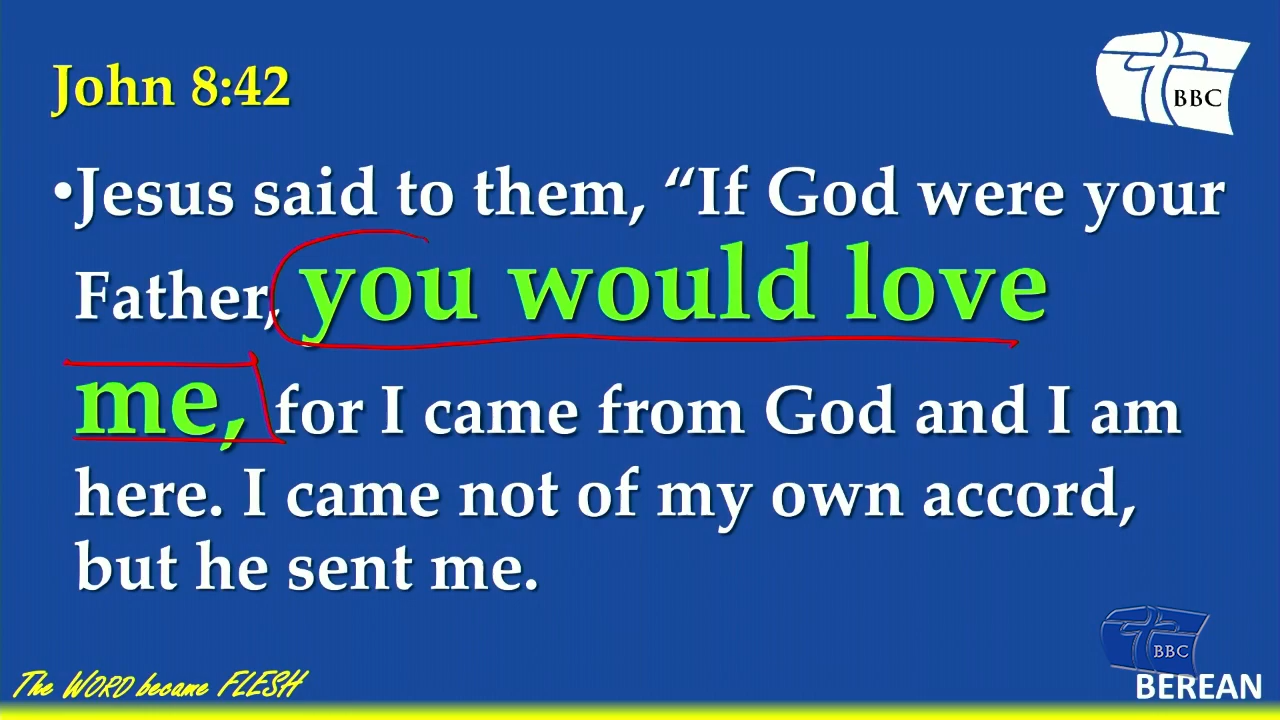 John 8:42
BBC
•Jesus said to them, “If God were your
Father, you would love
me, for I came from God and I am
here. I came not of my own accord,
but he sent me.
BBC
The WORD became FLESH
BEREAN